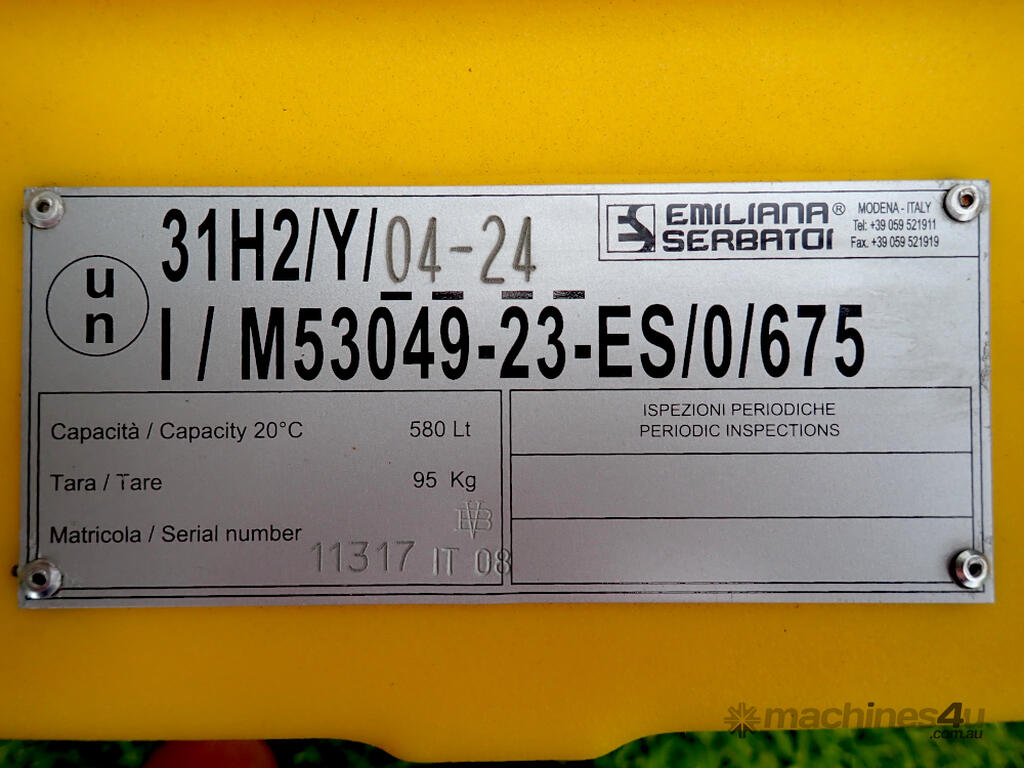 31H2/Y/04-24
EMILIANA®
SERBATOI
MODENA - ITALY
Tel: +39 059 521911
Fax. +39 059 521919
un
I / M53049-23-ES/0/675
Capacità / Capacity 20°C 580 Lt
Tara / Tare 95 Kg
Matricola / Serial number 11317 IT 08
ISPEZIONI PERIODICHE
PERIODIC INSPECTIONS
machines4u
.com.au